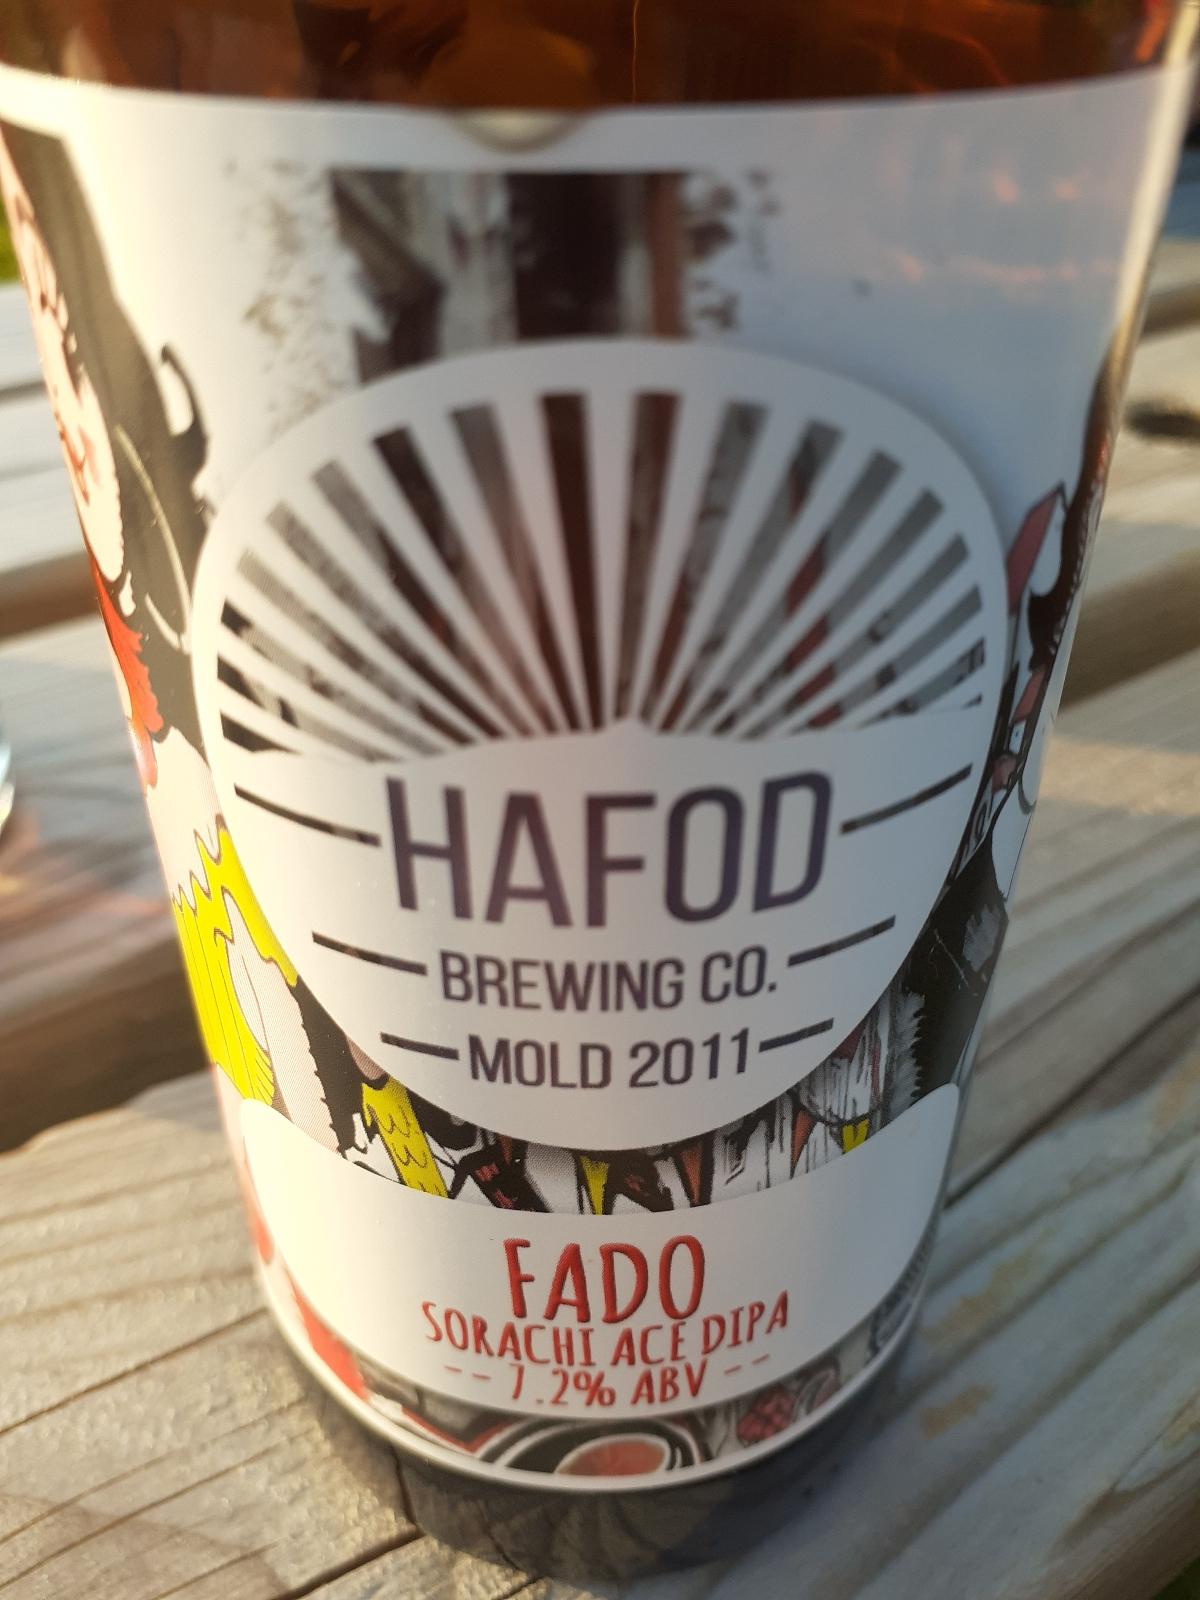 HAFOD
BREWING CO.
MOLD 2011
FADO
SORACHI ACE DIPA
-- 7.2% ABV --